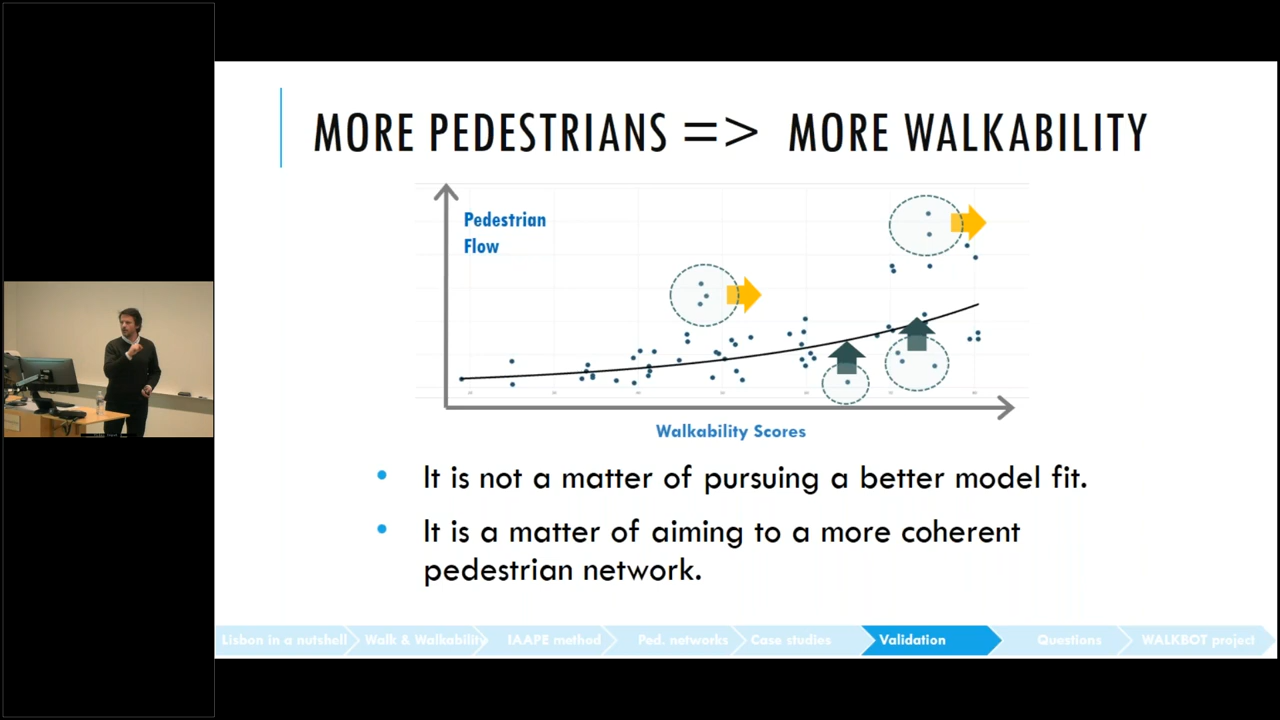 MORE PEDESTRIANS => MORE WALKABILITY
Pedestrian
Flow
Walkability Scores
It is not a matter of pursuing a better model fit.
It is a matter of aiming to a more coherent
pedestrian network.
Lisbon in a nutshell
Walk & Walkability
IAAPE method
Ped. networks
Case studies
Validation
Questions
WALKBOT project